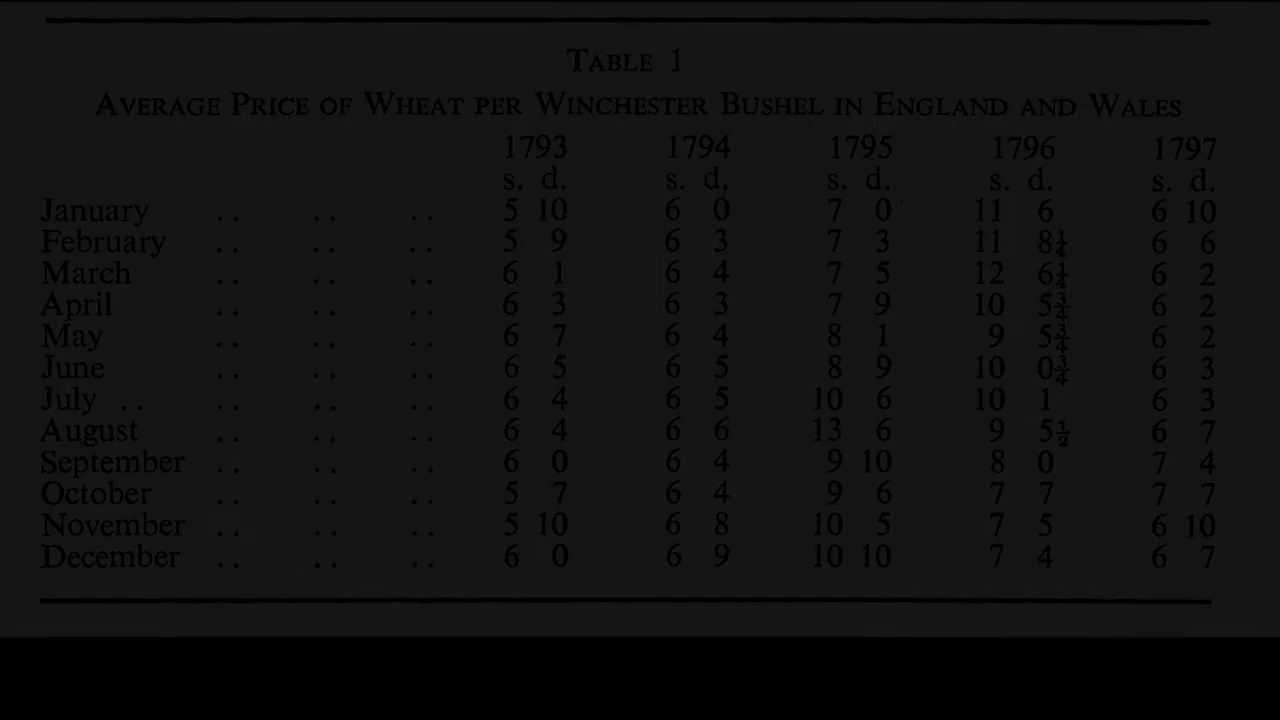 TABLE 1
AVERAGE PRICE OF WHEAT PER WINCHESTER BUSHEL IN ENGLAND AND WALES
1793 1794 1795 1796 1797
s. d. s. d. s. d. s. d. s. d.
January .. .. .. 5 10 6 0 7 0 11 6 6 10
February .. .. .. 5 9 6 3 7 3 11 8¼ 6 6
March .. .. .. 6 1 6 4 7 5 12 6¼ 6 2
April .. .. .. 6 3 6 3 7 9 10 5¾ 6 2
May .. .. .. 6 7 6 4 8 1 9 5¾ 6 2
June .. .. .. 6 5 6 5 8 9 10 0¾ 6 3
July .. .. .. .. 6 4 6 5 10 6 10 1 6 3
August .. .. .. 6 4 6 6 13 6 9 5½ 6 7
September .. .. .. 6 0 6 4 9 10 8 0 7 4
October .. .. .. 5 7 6 4 9 6 7 7 7 7
November .. .. .. 5 10 6 8 10 5 7 5 6 10
December .. .. .. 6 0 6 9 10 10 7 4 6 7